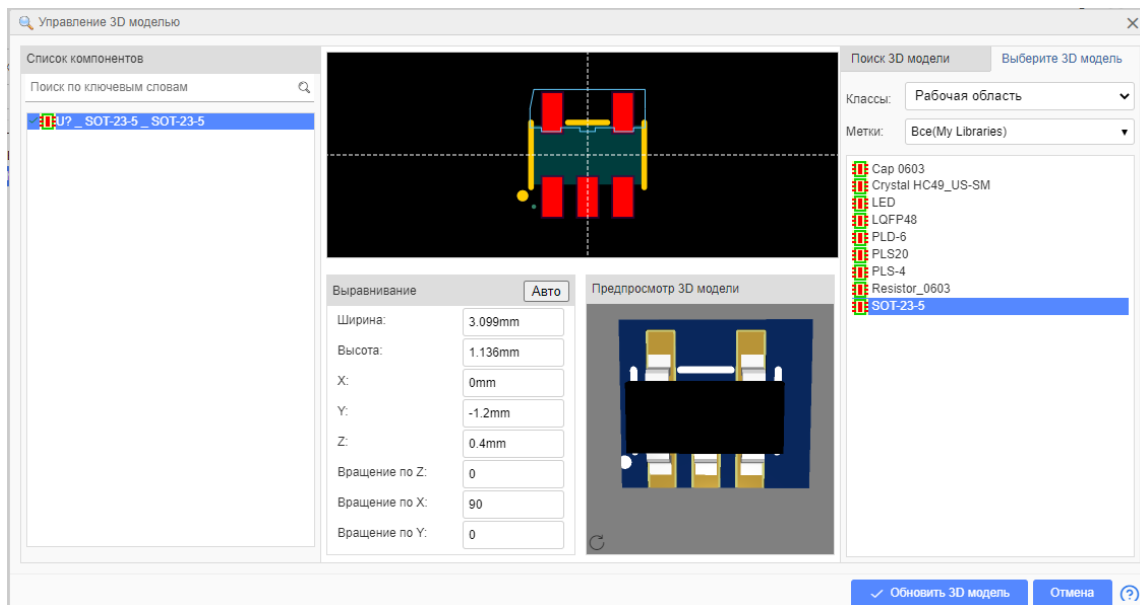 Управление 3D моделью
Список компонентов
Поиск по ключевым словам
U? _ SOT-23-5 _ SOT-23-5
Выравнивание
Авто
Ширина:
3.099mm
Высота:
1.136mm
X:
0mm
Y:
-1.2mm
Z:
0.4mm
Вращение по Z:
0
Вращение по X:
90
Вращение по Y:
0
Предпросмотр 3D модели
Поиск 3D модели
Выберите 3D модель
Классы:
Рабочая область
Метки:
Все(My Libraries)
Cap 0603
Crystal HC49_US-SM
LED
LQFP48
PLD-6
PLS20
PLS-4
Resistor_0603
SOT-23-5
Обновить 3D модель
Отмена
?